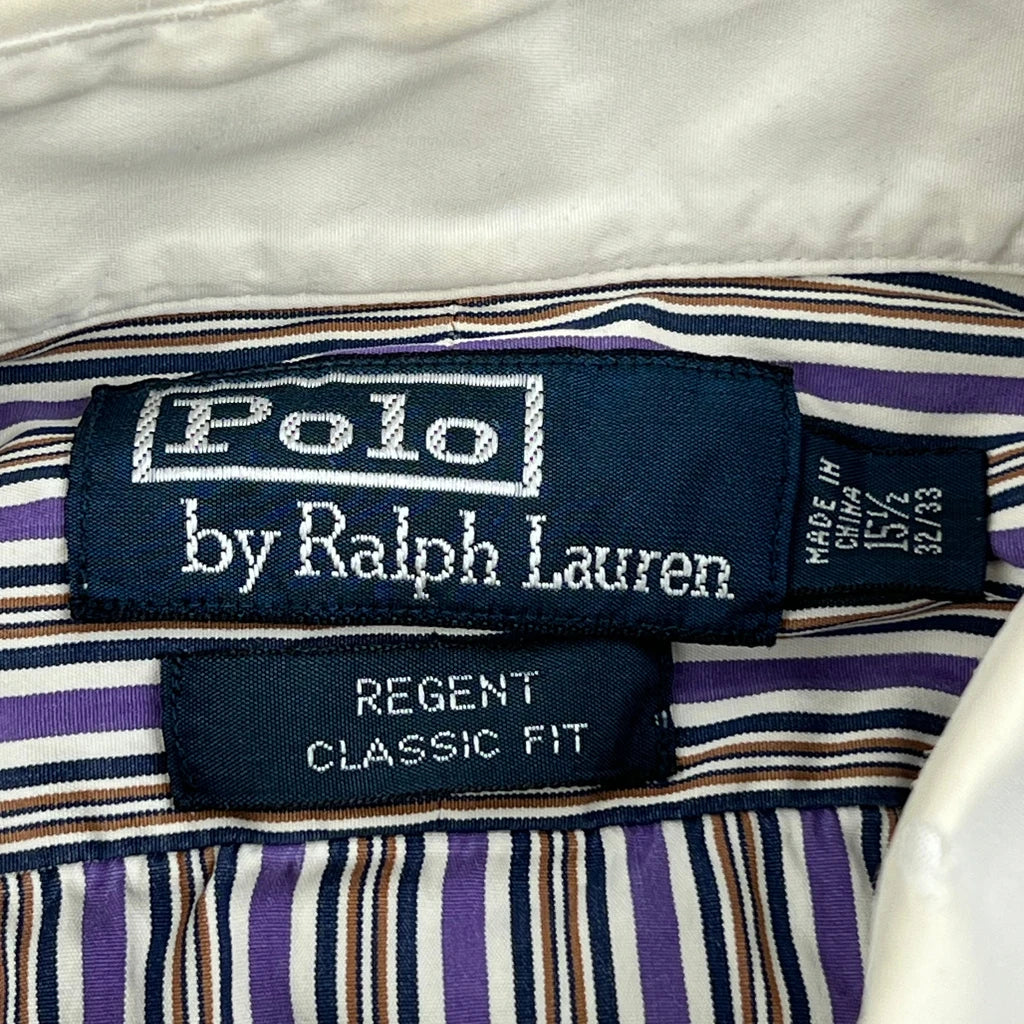 Polo
by Ralph Lauren
MADE IN
CHINA
15½
32/33
REGENT
CLASSIC FIT